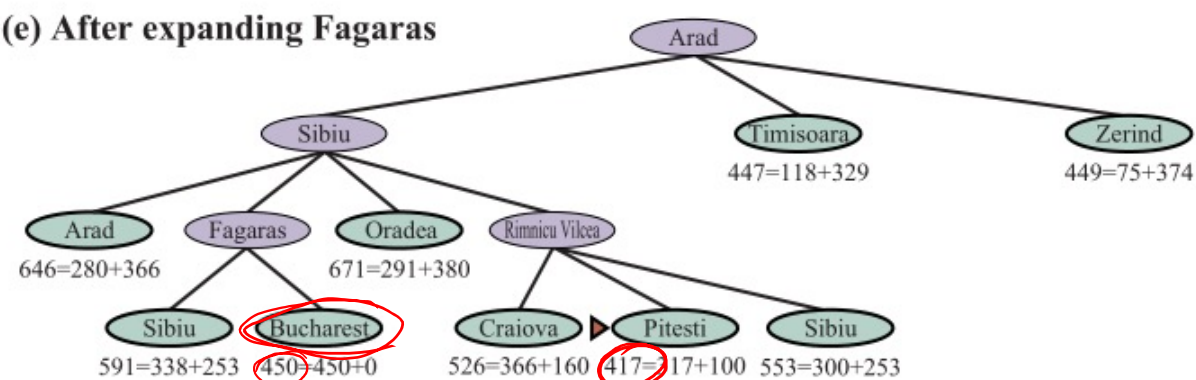 (e) After expanding Fagaras
Arad
Sibiu
Timisoara
Zerind
447=118+329
449=75+374
Arad
Fagaras
Oradea
Rimnicu Vilcea
646=280+366
671=291+380
Sibiu
Bucharest
Craiova
Pitesti
Sibiu
591=338+253
450=450+0
526=366+160
417=317+100
553=300+253